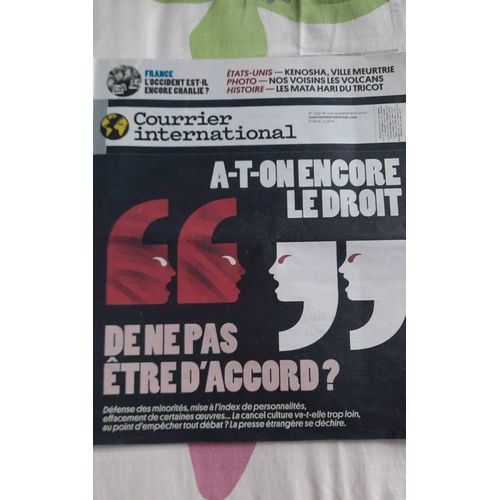 FRANCE
L'OCCIDENT EST-IL
ENCORE CHARLIE ?
ÉTATS-UNIS — KENOSHA, VILLE MEURTRIE
PHOTO — NOS VOISINS LES VOLCANS
HISTOIRE — LES MATA HARI DU TRICOT
Courrier
international
courrierinternational.com
A-T-ON ENCORE
LE DROIT
DE NE PAS
ÊTRE D'ACCORD ?
Défense des minorités, mise à l'index de personnalités,
effacement de certaines œuvres... La cancel culture va-t-elle trop loin,
au point d'empêcher tout débat ? La presse étrangère se déchire.